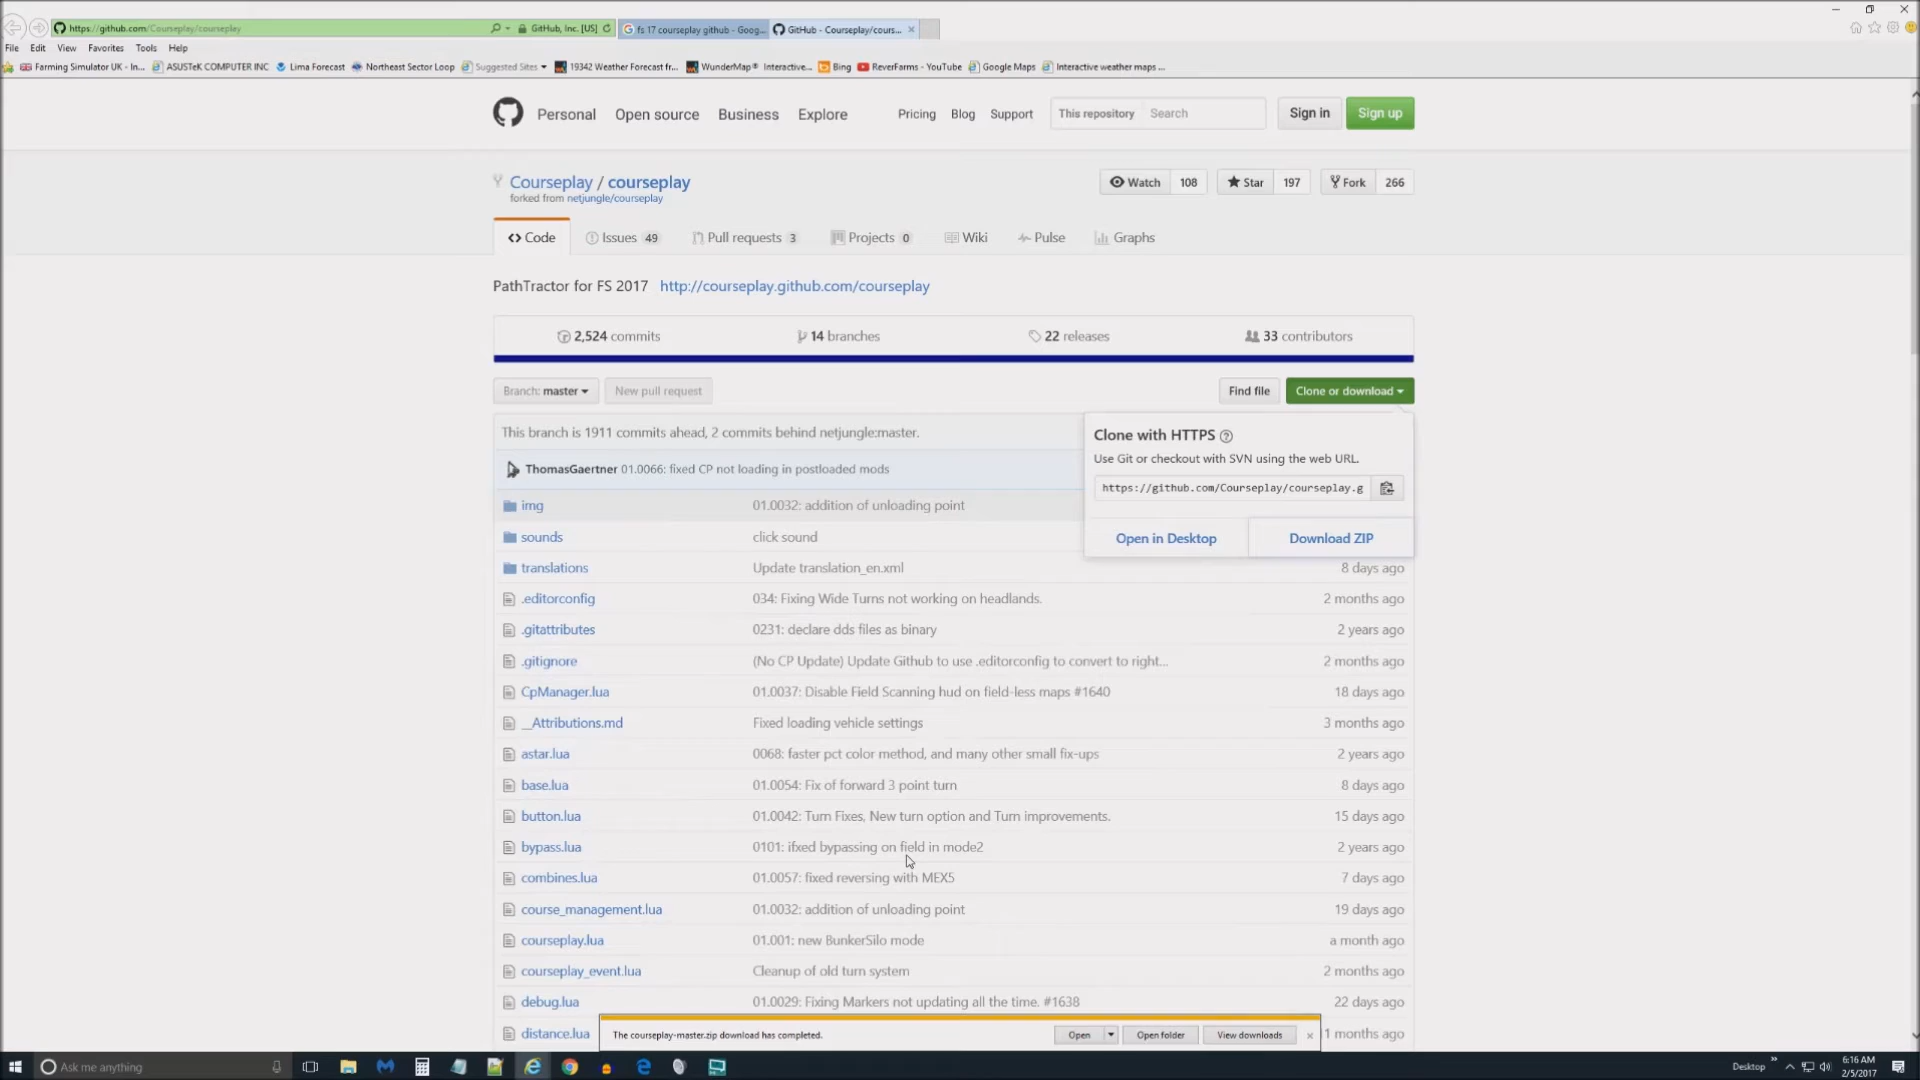 https://github.com/Courseplay/courseplay
GitHub, Inc. [US]
fs 17 courseplay github - Goog...
GitHub - Courseplay/cours...
File Edit View Favorites Tools Help
Farming Simulator UK - In...
ASUSTeK COMPUTER INC
Lima Forecast
Northeast Sector Loop
Suggested Sites
19342 Weather Forecast fr...
WunderMap® Interactive...
Bing
ReverFarms - YouTube
Google Maps
Interactive weather maps ...
Personal Open source Business Explore
Pricing Blog Support
This repository Search
Sign in
Sign up
Courseplay / courseplay
forked from netjungle/courseplay
Watch 108
Star 197
Fork 266
Code
Issues 49
Pull requests 3
Projects 0
Wiki
Pulse
Graphs
PathTractor for FS 2017 http://courseplay.github.com/courseplay
2,524 commits
14 branches
22 releases
33 contributors
Branch: master
New pull request
Find file
Clone or download
This branch is 1911 commits ahead, 2 commits behind netjungle:master.
Clone with HTTPS
Use Git or checkout with SVN using the web URL.
https://github.com/Courseplay/courseplay.g
Open in Desktop
Download ZIP
ThomasGaertner 01.0066: fixed CP not loading in postloaded mods
img 01.0032: addition of unloading point
sounds click sound
translations Update translation_en.xml 8 days ago
.editorconfig 034: Fixing Wide Turns not working on headlands. 2 months ago
.gitattributes 0231: declare dds files as binary 2 years ago
.gitignore (No CP Update) Update Github to use .editorconfig to convert to right... 2 months ago
CpManager.lua 01.0037: Disable Field Scanning hud on field-less maps #1640 18 days ago
__Attributions.md Fixed loading vehicle settings 3 months ago
astar.lua 0068: faster pct color method, and many other small fix-ups 2 years ago
base.lua 01.0054: Fix of forward 3 point turn 8 days ago
button.lua 01.0042: Turn Fixes, New turn option and Turn improvements. 15 days ago
bypass.lua 0101: ifxed bypassing on field in mode2 2 years ago
combines.lua 01.0057: fixed reversing with MEX5 7 days ago
course_management.lua 01.0032: addition of unloading point 19 days ago
courseplay.lua 01.001: new BunkerSilo mode a month ago
courseplay_event.lua Cleanup of old turn system 2 months ago
debug.lua 01.0029: Fixing Markers not updating all the time. #1638 22 days ago
distance.lua 1 months ago
The courseplay-master.zip download has completed.
Open
Open folder
View downloads
Ask me anything
Desktop
6:16 AM
2/5/2017